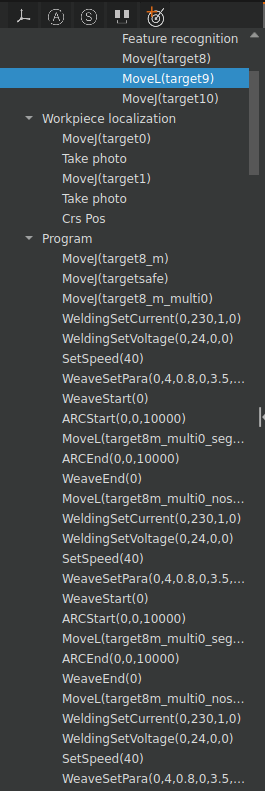 A
S
Feature recognition
MoveJ(target8)
MoveL(target9)
MoveJ(target10)
Workpiece localization
MoveJ(target0)
Take photo
MoveJ(target1)
Take photo
Crs Pos
Program
MoveJ(target8_m)
MoveJ(targetsafe)
MoveJ(target8_m_multi0)
WeldingSetCurrent(0,230,1,0)
WeldingSetVoltage(0,24,0,0)
SetSpeed(40)
WeaveSetPara(0,4,0.8,0,3.5,...
WeaveStart(0)
ARCStart(0,0,10000)
MoveL(target8m_multi0_seg...
ARCEnd(0,0,10000)
WeaveEnd(0)
MoveL(target8m_multi0_nos...
WeldingSetCurrent(0,230,1,0)
WeldingSetVoltage(0,24,0,0)
SetSpeed(40)
WeaveSetPara(0,4,0.8,0,3.5,...
WeaveStart(0)
ARCStart(0,0,10000)
MoveL(target8m_multi0_seg...
ARCEnd(0,0,10000)
WeaveEnd(0)
MoveL(target8m_multi0_nos...
WeldingSetCurrent(0,230,1,0)
WeldingSetVoltage(0,24,0,0)
SetSpeed(40)
WeaveSetPara(0,4,0.8,0,3.5,...